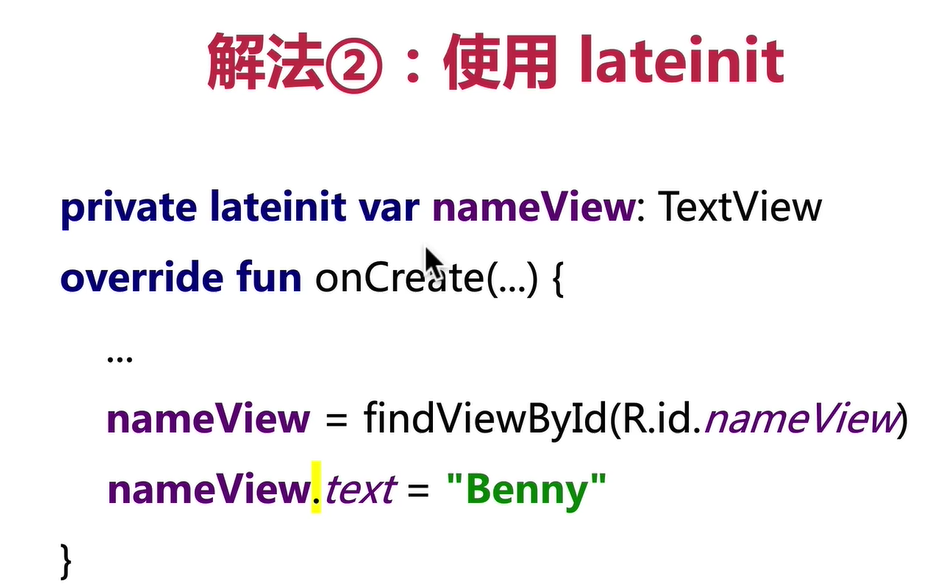 解法②：使用 lateinit
private lateinit var nameView: TextView
override fun onCreate(...) {
...
nameView = findViewById(R.id.nameView)
nameView.text = "Benny"
}